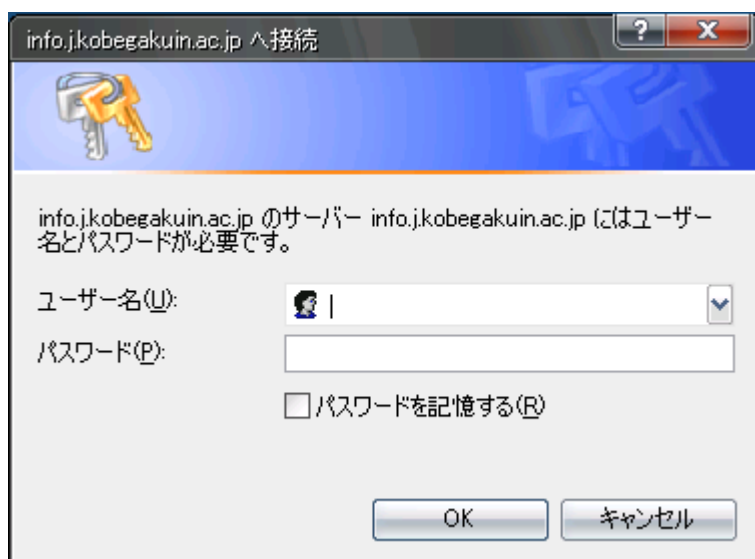 info.j.kobegakuin.ac.jp へ接続
info.j.kobegakuin.ac.jp のサーバー info.j.kobegakuin.ac.jp にはユーザー
名とパスワードが必要です。
ユーザー名(U):
パスワード(P):
パスワードを記憶する(R)
OK キャンセル